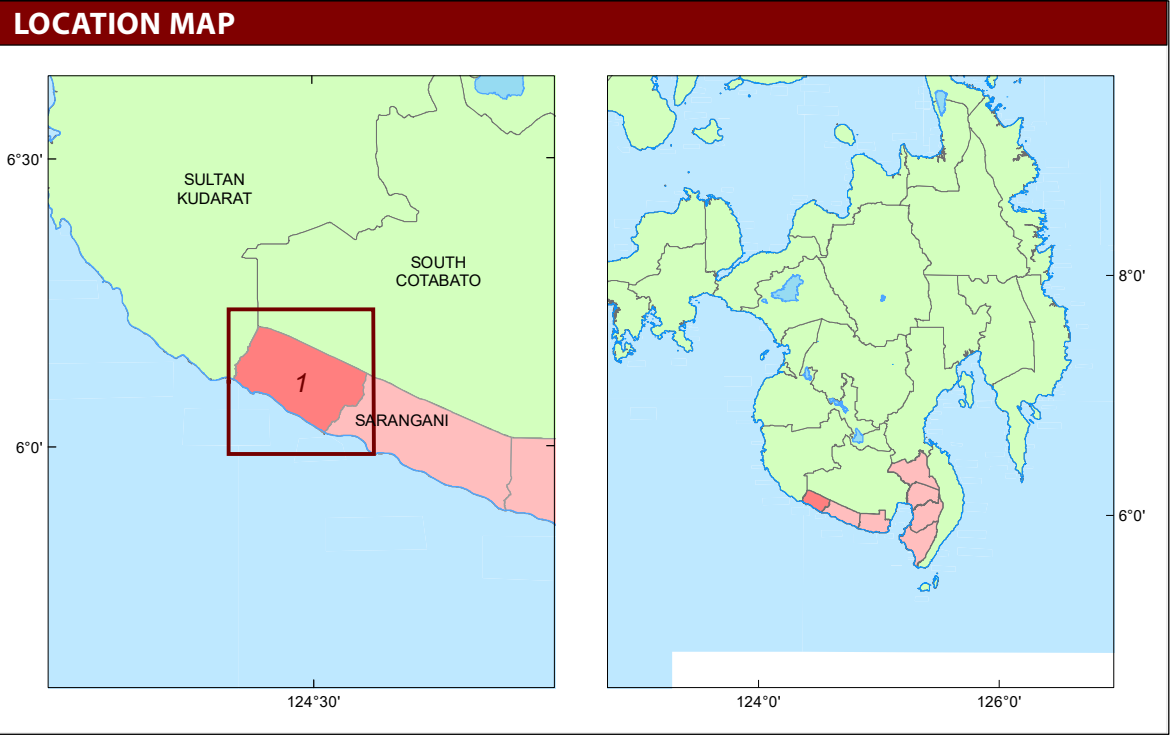 LOCATION MAP
6°30'
6°0'
124°30'
SULTAN
KUDARAT
SOUTH
COTABATO
1
SARANGANI
8°0'
6°0'
124°0'
126°0'